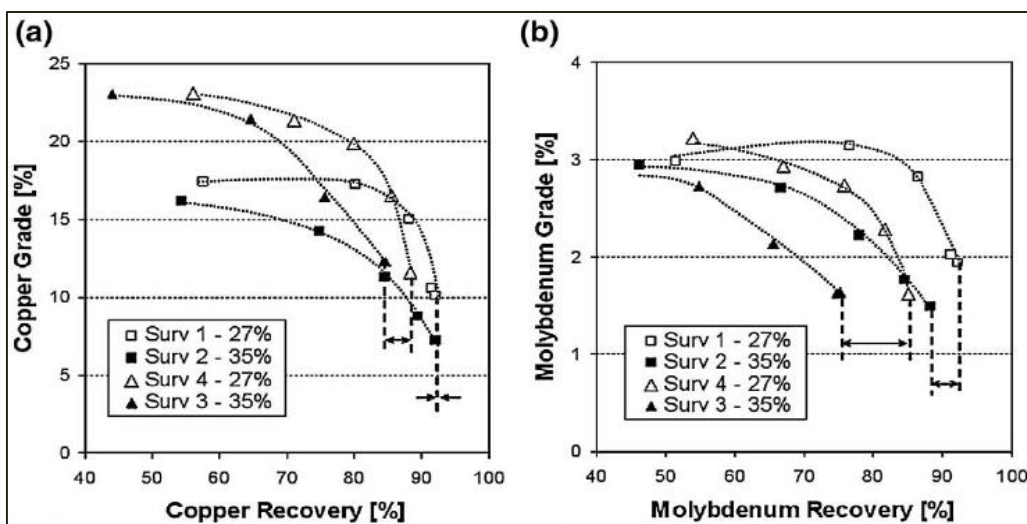 (a)
25
20
15
10
5
0
Copper Grade [%]
Surv 1 - 27%
Surv 2 - 35%
Surv 4 - 27%
Surv 3 - 35%
40 50 60 70 80 90 100
Copper Recovery [%]
(b)
4
3
2
1
0
Molybdenum Grade [%]
Surv 1 - 27%
Surv 2 - 35%
Surv 4 - 27%
Surv 3 - 35%
40 50 60 70 80 90 100
Molybdenum Recovery [%]